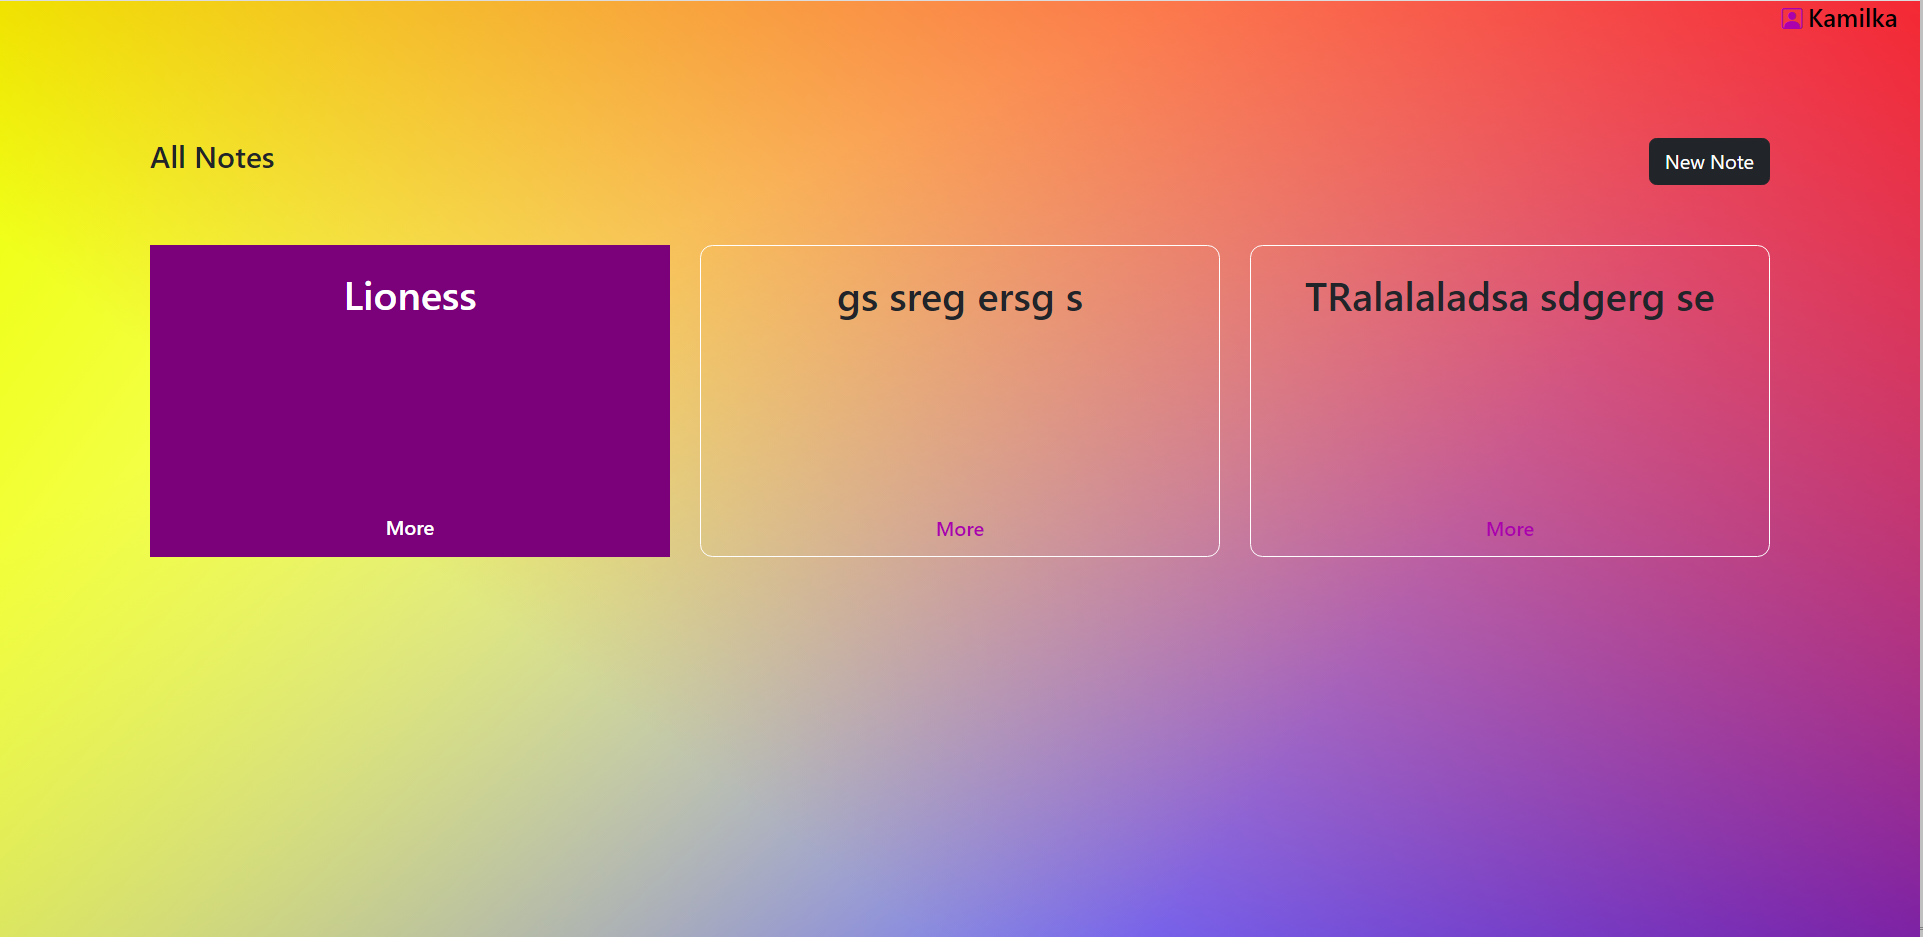 Kamilka
All Notes
New Note
Lioness
gs sreg ersg s
TRalalaladsa sdgerg se
More
More
More